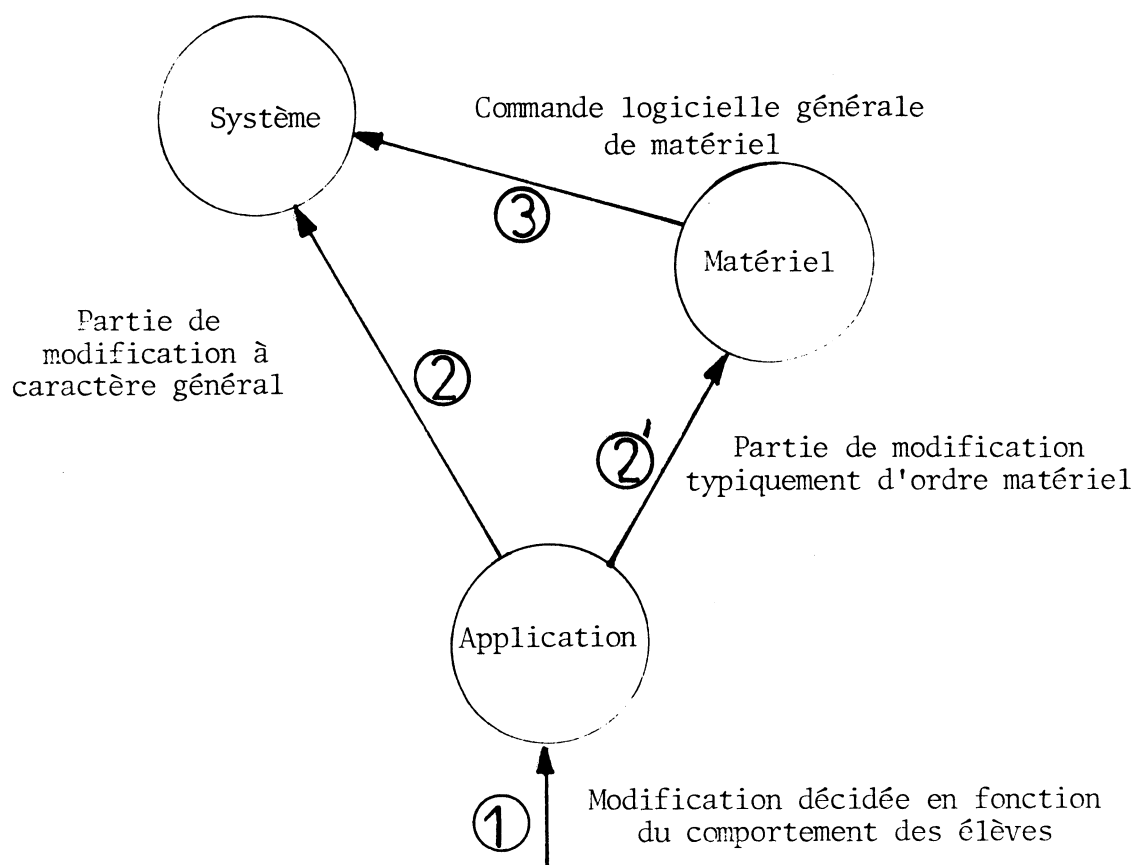 Système
Commande logicielle générale
de matériel
③
Matériel
Partie de
modification à
caractère général
②
②'
Partie de modification
typiquement d'ordre matériel
Application
①
Modification décidée en fonction
du comportement des élèves